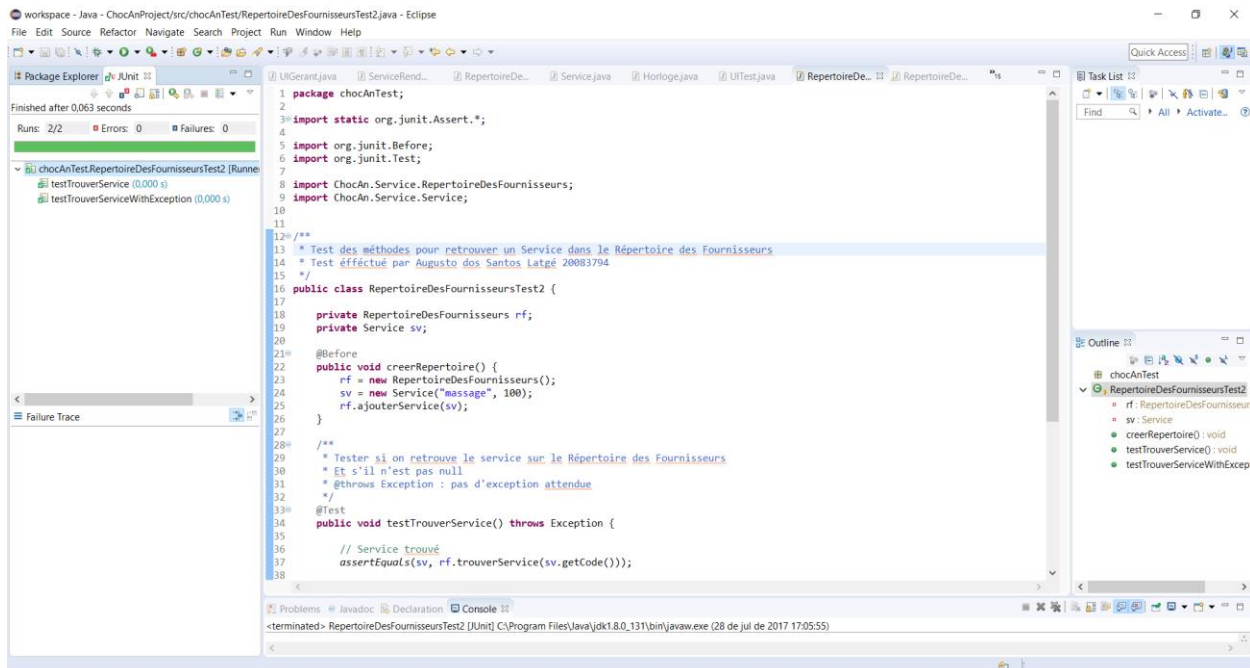 workspace - Java - ChocAnProject/src/chocAnTest/RepertoireDesFournisseursTest2.java - Eclipse
File Edit Source Refactor Navigate Search Project Run Window Help
Quick Access
Package Explorer JUnit
Finished after 0,063 seconds
Runs: 2/2 Errors: 0 Failures: 0
chocAnTest.RepertoireDesFournisseursTest2 [Runne
testTrouverService (0,000 s)
testTrouverServiceWithException (0,000 s)
Failure Trace
UIGerant.java ServiceRend... RepertoireDe... Service.java Horloge.java UITest.java RepertoireDe... RepertoireDe... "15
1 package chocAnTest;
2
3 import static org.junit.Assert.*;
4
5 import org.junit.Before;
6 import org.junit.Test;
7
8 import ChocAn.Service.RepertoireDesFournisseurs;
9 import ChocAn.Service.Service;
10
11
12 /**
13 * Test des méthodes pour retrouver un Service dans le Répertoire des Fournisseurs
14 * Test éfféctué par Augusto dos Santos Latgé 20083794
15 */
16 public class RepertoireDesFournisseursTest2 {
17
18 private RepertoireDesFournisseurs rf;
19 private Service sv;
20
21 @Before
22 public void creerRepertoire() {
23 rf = new RepertoireDesFournisseurs();
24 sv = new Service("massage", 100);
25 rf.ajouterService(sv);
26 }
27
28 /**
29 * Tester si on retrouve le service sur le Répertoire des Fournisseurs
30 * Et s'il n'est pas null
31 * @throws Exception : pas d'exception attendue
32 */
33 @Test
34 public void testTrouverService() throws Exception {
35
36 // Service trouvé
37 assertEquals(sv, rf.trouverService(sv.getCode()));
38
Task List
Find All Activate...
Outline
chocAnTest
RepertoireDesFournisseursTest2
rf : RepertoireDesFournisseur
sv : Service
creerRepertoire() : void
testTrouverService() : void
testTrouverServiceWithExcep
Problems Javadoc Declaration Console
<terminated> RepertoireDesFournisseursTest2 [JUnit] C:\Program Files\Java\jdk1.8.0_131\bin\javaw.exe (28 de jul de 2017 17:05:55)